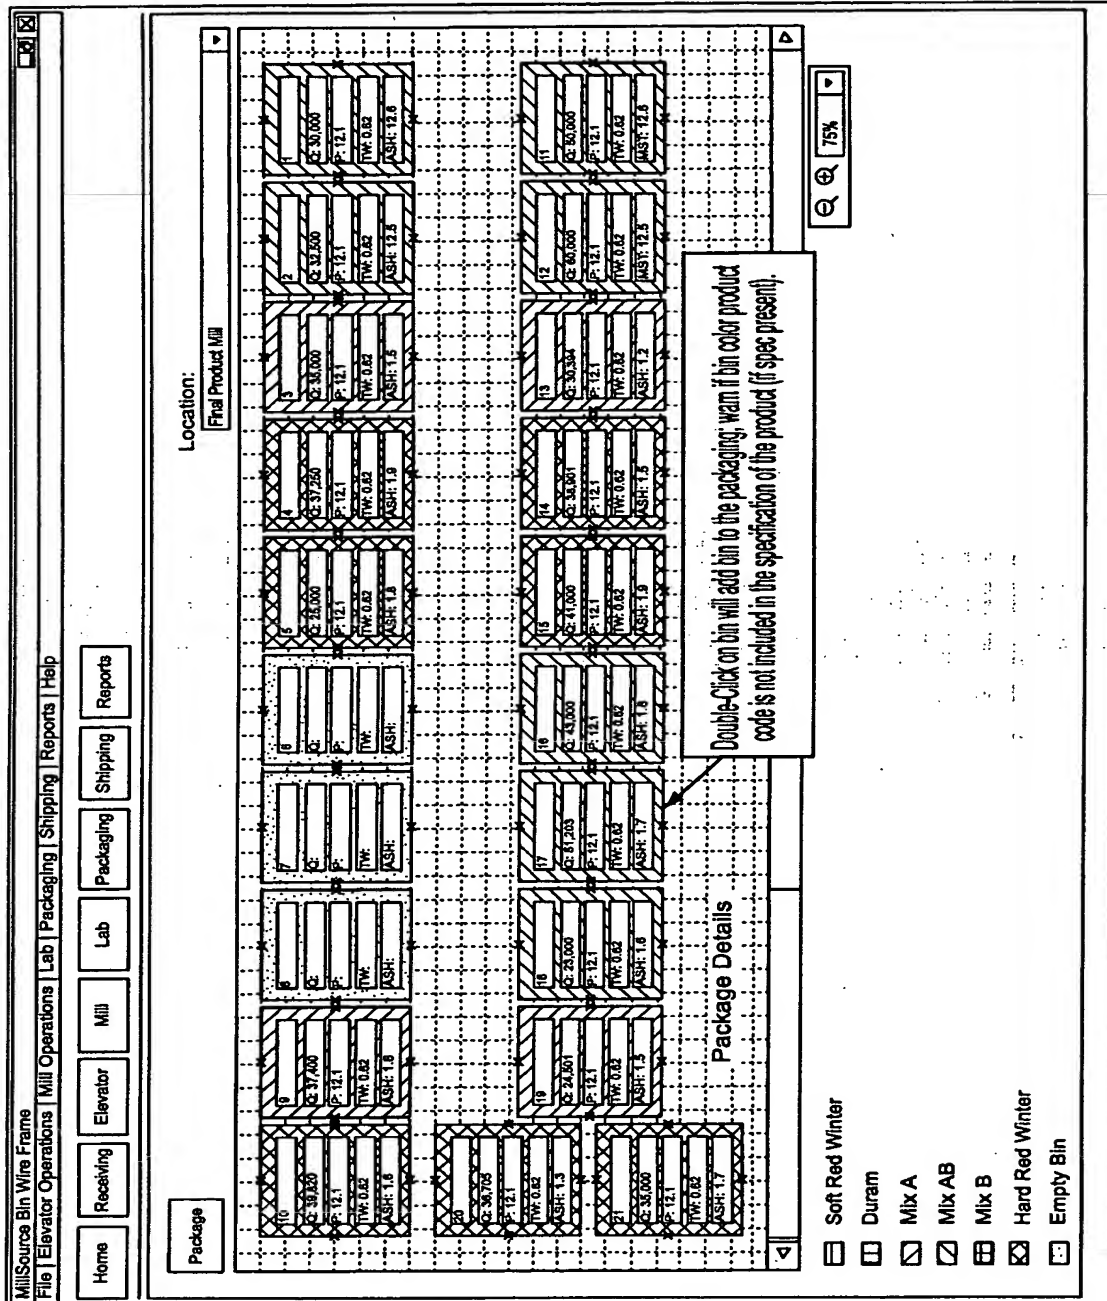 MillSource Bin Wire Frame
File | Elevator Operations | Mill Operations | Lab | Packaging | Shipping | Reports | Help
Home
Receiving
Elevator
Mill
Lab
Packaging
Shipping
Reports
Package
Location:
Final Product Mill
10
Q: 39,620
P: 12.1
TW: 0.62
ASH: 1.6
9
Q: 37,400
P: 12.1
TW: 0.62
ASH: 1.8
8
Q:
P:
TW:
ASH:
7
Q:
P:
TW:
ASH:
6
Q:
P:
TW:
ASH:
5
Q: 25,000
P: 12.1
TW: 0.62
ASH: 1.8
4
Q: 37,250
P: 12.1
TW: 0.62
ASH: 1.9
3
Q: 35,000
P: 12.1
TW: 0.62
ASH: 1.5
2
Q: 32,500
P: 12.1
TW: 0.62
ASH: 12.5
1
Q: 30,000
P: 12.1
TW: 0.62
ASH: 12.6
20
Q: 36,705
P: 12.1
TW: 0.62
ASH: 1.3
21
Q: 35,000
P: 12.1
TW: 0.62
ASH: 1.7
19
Q: 24,501
P: 12.1
TW: 0.62
ASH: 1.5
18
Q: 23,000
P: 12.1
TW: 0.62
ASH: 1.6
17
Q: 51,203
P: 12.1
TW: 0.62
ASH: 1.7
16
Q: 43,000
P: 12.1
TW: 0.62
ASH: 1.8
15
Q: 41,000
P: 12.1
TW: 0.62
ASH: 1.9
14
Q: 38,901
P: 12.1
TW: 0.62
ASH: 1.5
13
Q: 30,394
P: 12.1
TW: 0.62
ASH: 1.2
12
Q: 60,000
P: 12.1
TW: 0.62
MST: 12.5
11
Q: 50,000
P: 12.1
TW: 0.62
MST: 12.5
Package Details
Double-Click on bin will add bin to the packaging; warn if bin color product
code is not included in the specification of the product (if spec present).
75%
Soft Red Winter
Duram
Mix A
Mix AB
Mix B
Hard Red Winter
Empty Bin